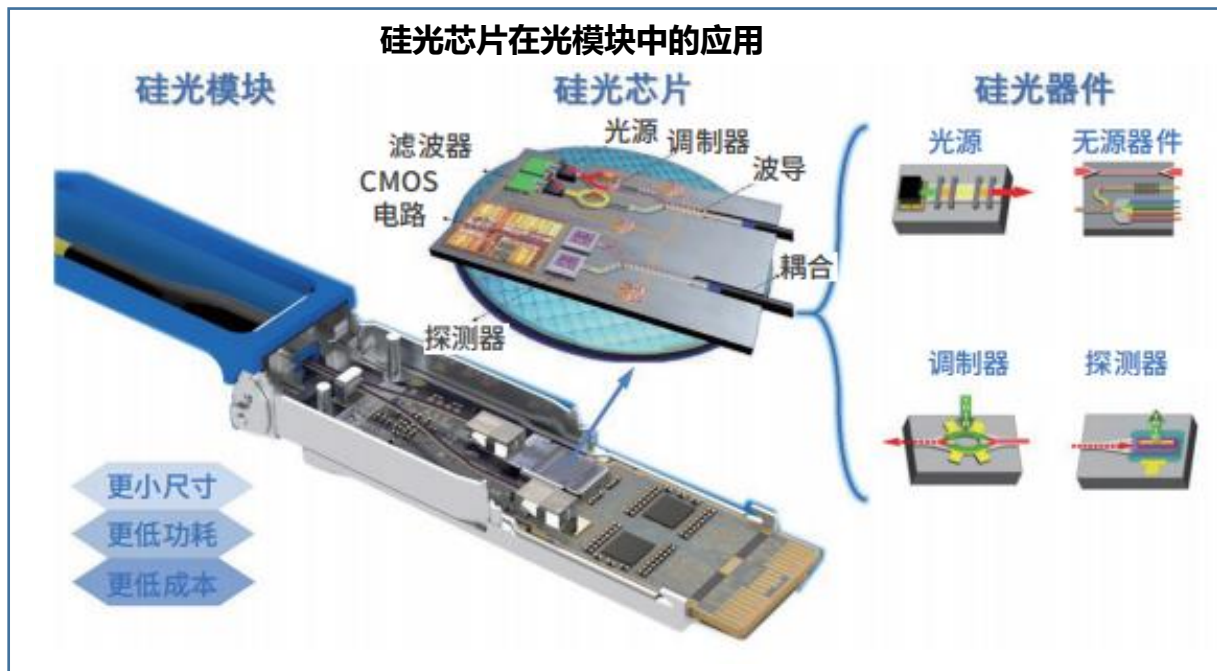 硅光芯片在光模块中的应用
硅光模块
硅光芯片
硅光器件
光源
调制器
滤波器
波导
CMOS
电路
耦合
探测器
光源
无源器件
调制器
探测器
更小尺寸
更低功耗
更低成本